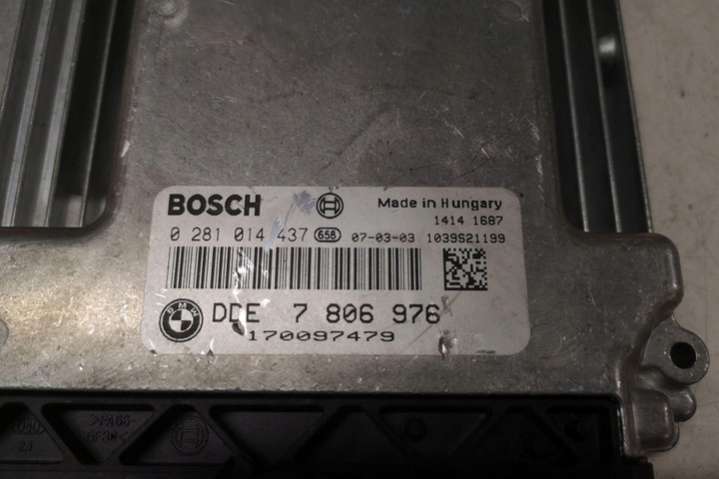 BOSCH Made in Hungary
1414 1687
0 281 014 437 658 07-03-03 1039S21199
BMW DDE 7 806 976
170097479